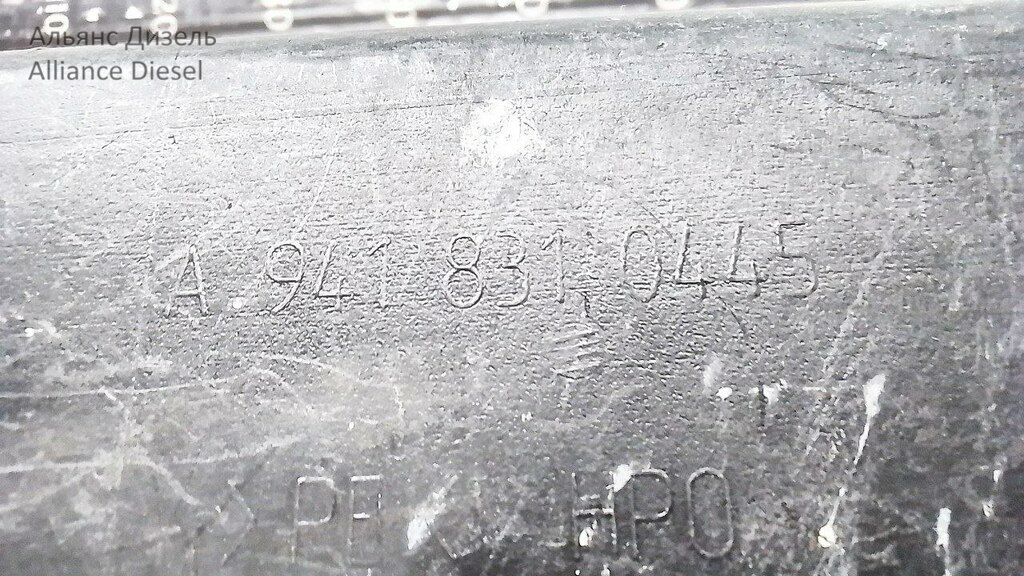 Альянс Дизель
Alliance Diesel
A 941 831 0445
>PE HPO